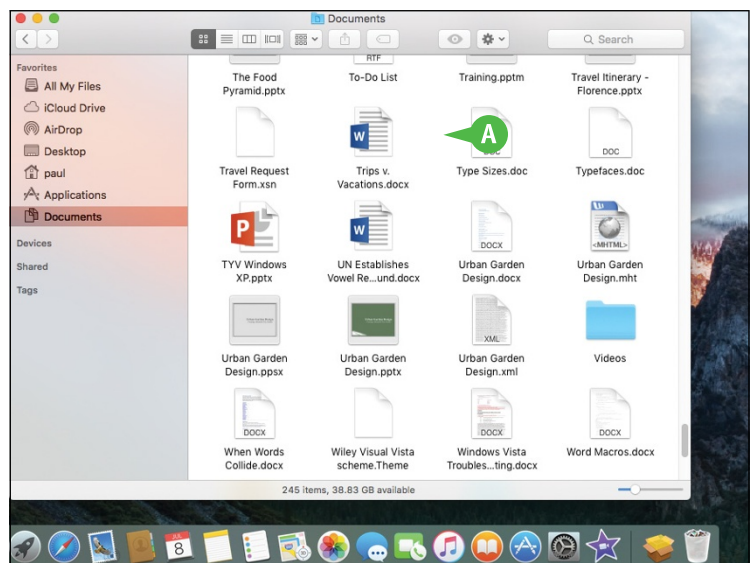 Documents
Search
Favorites
All My Files
iCloud Drive
AirDrop
Desktop
paul
Applications
Documents
Devices
Shared
Tags
RTF
The Food
Pyramid.pptx
To-Do List
Training.pptm
Travel Itinerary -
Florence.pptx
W
A
DOC
Travel Request
Form.xsn
Trips v.
Vacations.docx
Type Sizes.doc
Typefaces.doc
P
W
DOCX
<MHTML>
TYV Windows
XP.pptx
UN Establishes
Vowel Re...und.docx
Urban Garden
Design.docx
Urban Garden
Design.mht
XML
Urban Garden
Design.ppsx
Urban Garden
Design.pptx
Urban Garden
Design.xml
Videos
DOCX
DOCX
DOCX
When Words
Collide.docx
Wiley Visual Vista
scheme.Theme
Windows Vista
Troubles...ting.docx
Word Macros.docx
245 items, 38.83 GB available
JUL
8